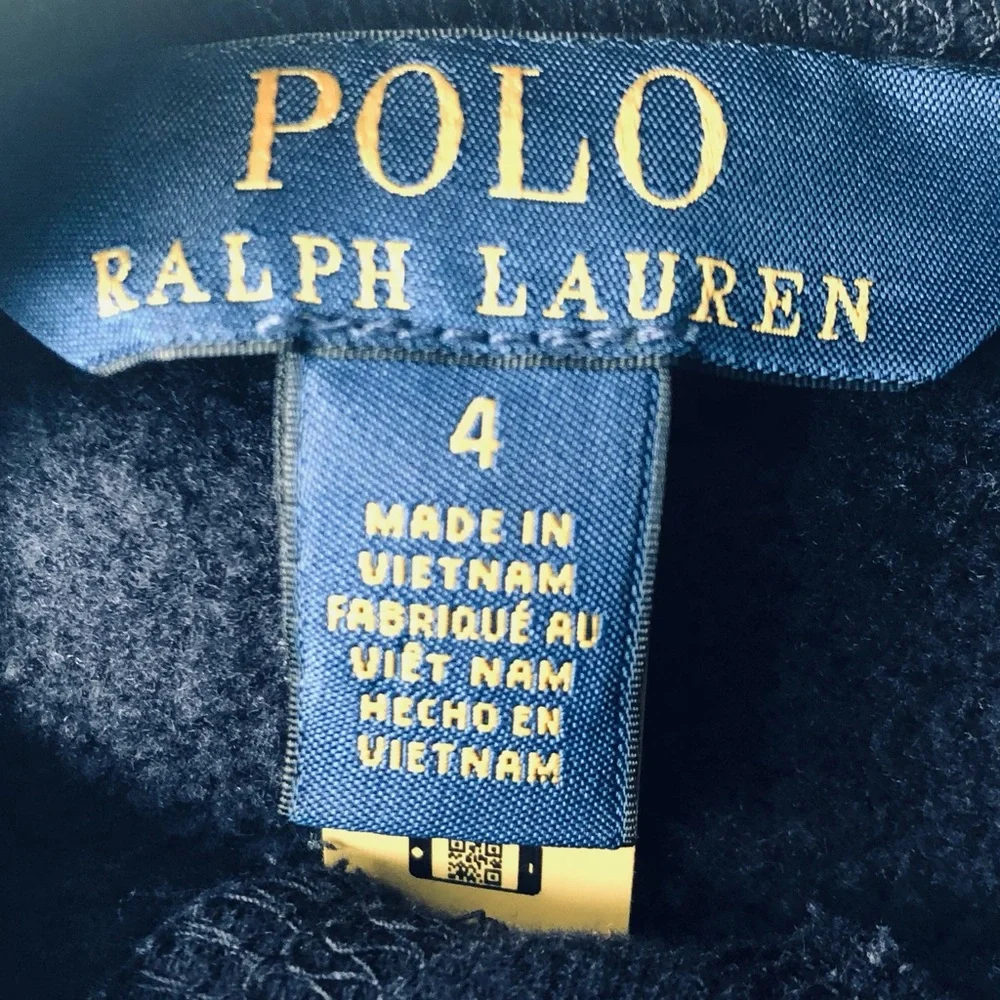 POLO
RALPH LAUREN
4
MADE IN
VIETNAM
FABRIQUÉ AU
VIÊT NAM
HECHO EN
VIETNAM